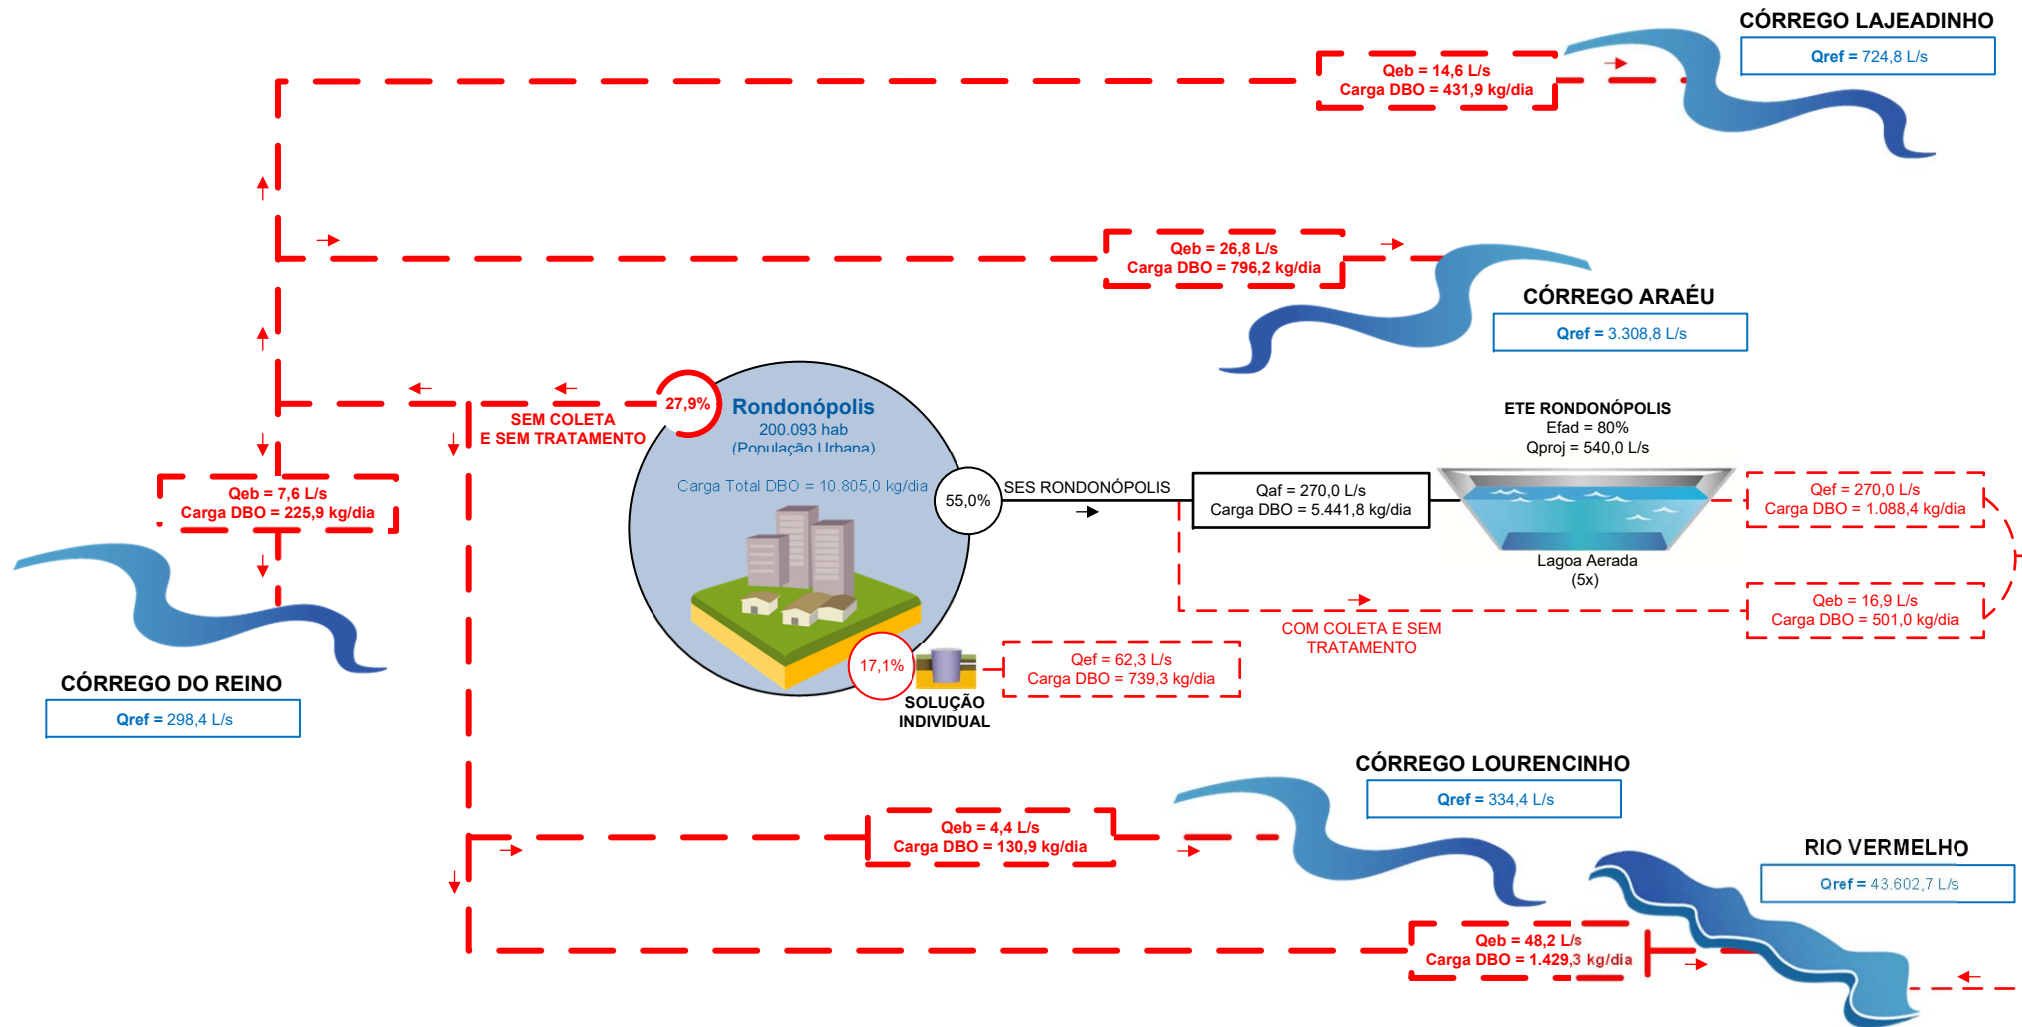 CÓRREGO LAJEADINHO
Qref = 724,8 L/s
Qeb = 14,6 L/s
Carga DBO = 431,9 kg/dia
Qeb = 26,8 L/s
Carga DBO = 796,2 kg/dia
CÓRREGO ARAÉU
Qref = 3.308,8 L/s
27,9%
SEM COLETA
E SEM TRATAMENTO
Rondonópolis
200.093 hab
(População Urbana)
Carga Total DBO = 10.805,0 kg/dia
55,0%
SES RONDONÓPOLIS
Qaf = 270,0 L/s
Carga DBO = 5.441,8 kg/dia
ETE RONDONÓPOLIS
Efad = 80%
Qproj = 540,0 L/s
Lagoa Aerada
(5x)
Qef = 270,0 L/s
Carga DBO = 1.088,4 kg/dia
Qeb = 16,9 L/s
Carga DBO = 501,0 kg/dia
COM COLETA E SEM
TRATAMENTO
Qeb = 7,6 L/s
Carga DBO = 225,9 kg/dia
CÓRREGO DO REINO
Qref = 298,4 L/s
17,1%
SOLUÇÃO
INDIVIDUAL
Qef = 62,3 L/s
Carga DBO = 739,3 kg/dia
CÓRREGO LOURENCINHO
Qref = 334,4 L/s
Qeb = 4,4 L/s
Carga DBO = 130,9 kg/dia
RIO VERMELHO
Qref = 43.602,7 L/s
Qeb = 48,2 L/s
Carga DBO = 1.429,3 kg/dia